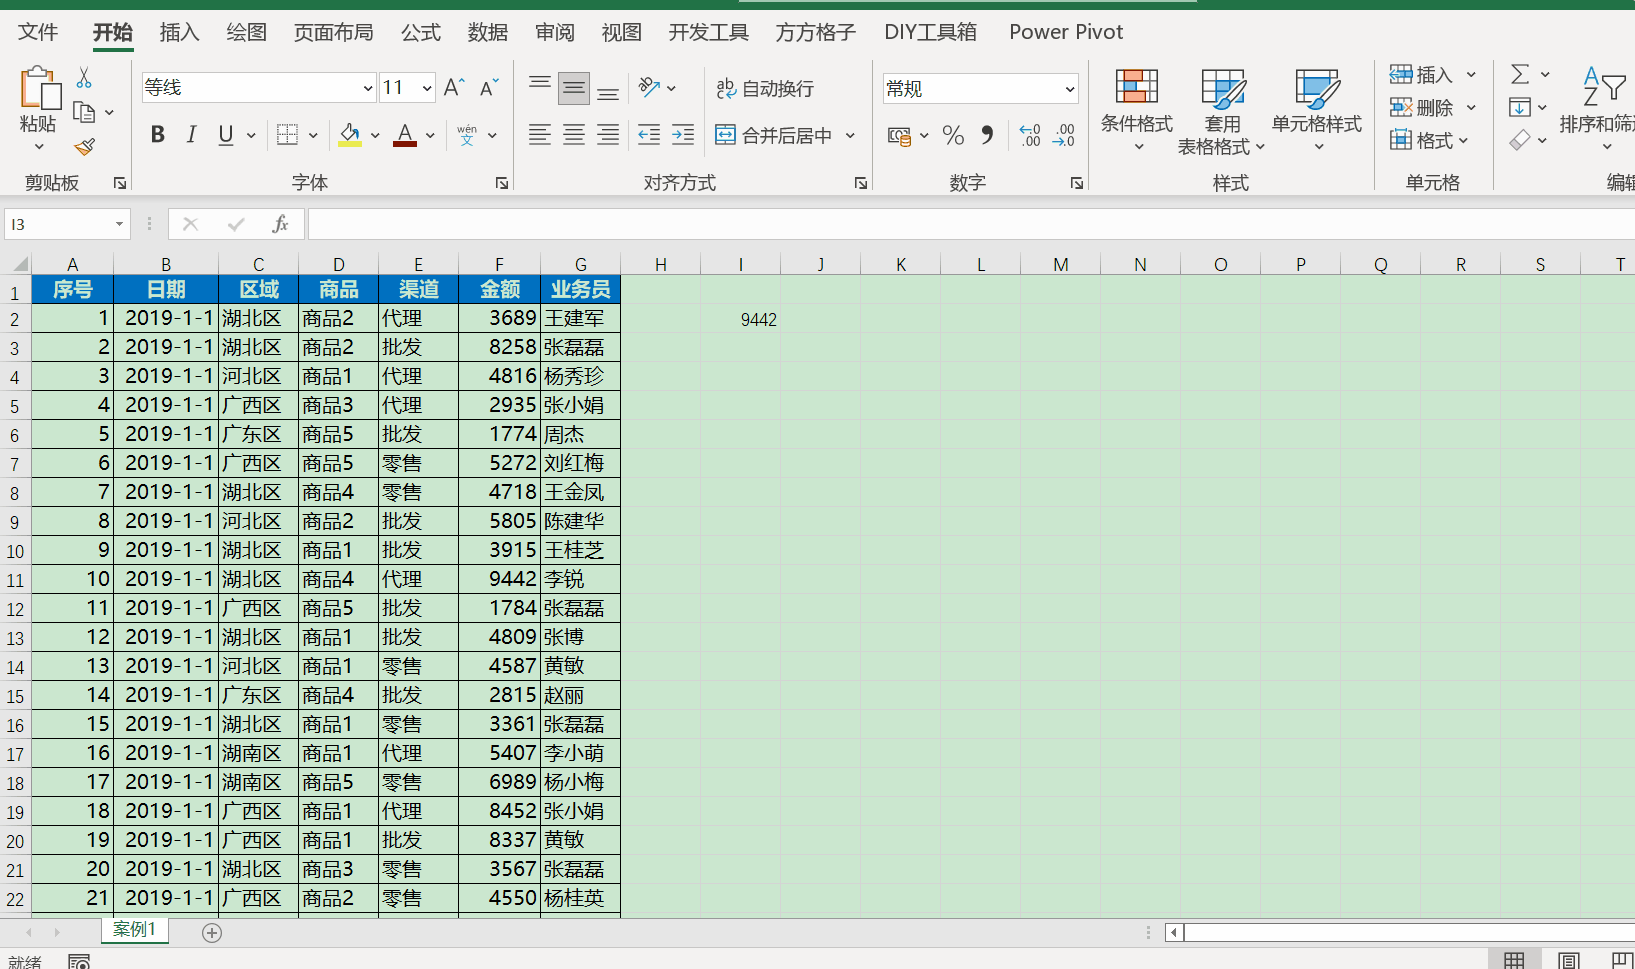 文件 开始 插入 绘图 页面布局 公式 数据 审阅 视图 开发工具 方方格子 DIY工具箱 Power Pivot
等线 11 A A ab 自动换行 常规 插入
粘贴 B I U A wén 文 合并后居中 % 条件格式 套用 表格格式 单元格样式 删除 格式 排序和筛
剪贴板 字体 对齐方式 数字 样式 单元格 编辑
I3 fx
A B C D E F G H I J K L M N O P Q R S T
1 序号 日期 区域 商品 渠道 金额 业务员
2 1 2019-1-1 湖北区 商品2 代理 3689 王建军 9442
3 2 2019-1-1 湖北区 商品2 批发 8258 张磊磊
4 3 2019-1-1 河北区 商品1 代理 4816 杨秀珍
5 4 2019-1-1 广西区 商品3 代理 2935 张小娟
6 5 2019-1-1 广东区 商品5 批发 1774 周杰
7 6 2019-1-1 广西区 商品5 零售 5272 刘红梅
8 7 2019-1-1 湖北区 商品4 零售 4718 王金凤
9 8 2019-1-1 河北区 商品2 批发 5805 陈建华
10 9 2019-1-1 湖北区 商品1 批发 3915 王桂芝
11 10 2019-1-1 湖北区 商品4 代理 9442 李锐
12 11 2019-1-1 广西区 商品5 批发 1784 张磊磊
13 12 2019-1-1 湖北区 商品1 批发 4809 张博
14 13 2019-1-1 河北区 商品1 零售 4587 黄敏
15 14 2019-1-1 广东区 商品4 批发 2815 赵丽
16 15 2019-1-1 湖北区 商品1 零售 3361 张磊磊
17 16 2019-1-1 湖南区 商品1 代理 5407 李小萌
18 17 2019-1-1 湖南区 商品5 零售 6989 杨小梅
19 18 2019-1-1 广西区 商品1 代理 8452 张小娟
20 19 2019-1-1 广西区 商品1 批发 8337 黄敏
21 20 2019-1-1 湖北区 商品3 零售 3567 张磊磊
22 21 2019-1-1 广西区 商品2 零售 4550 杨桂英
案例1
就绪